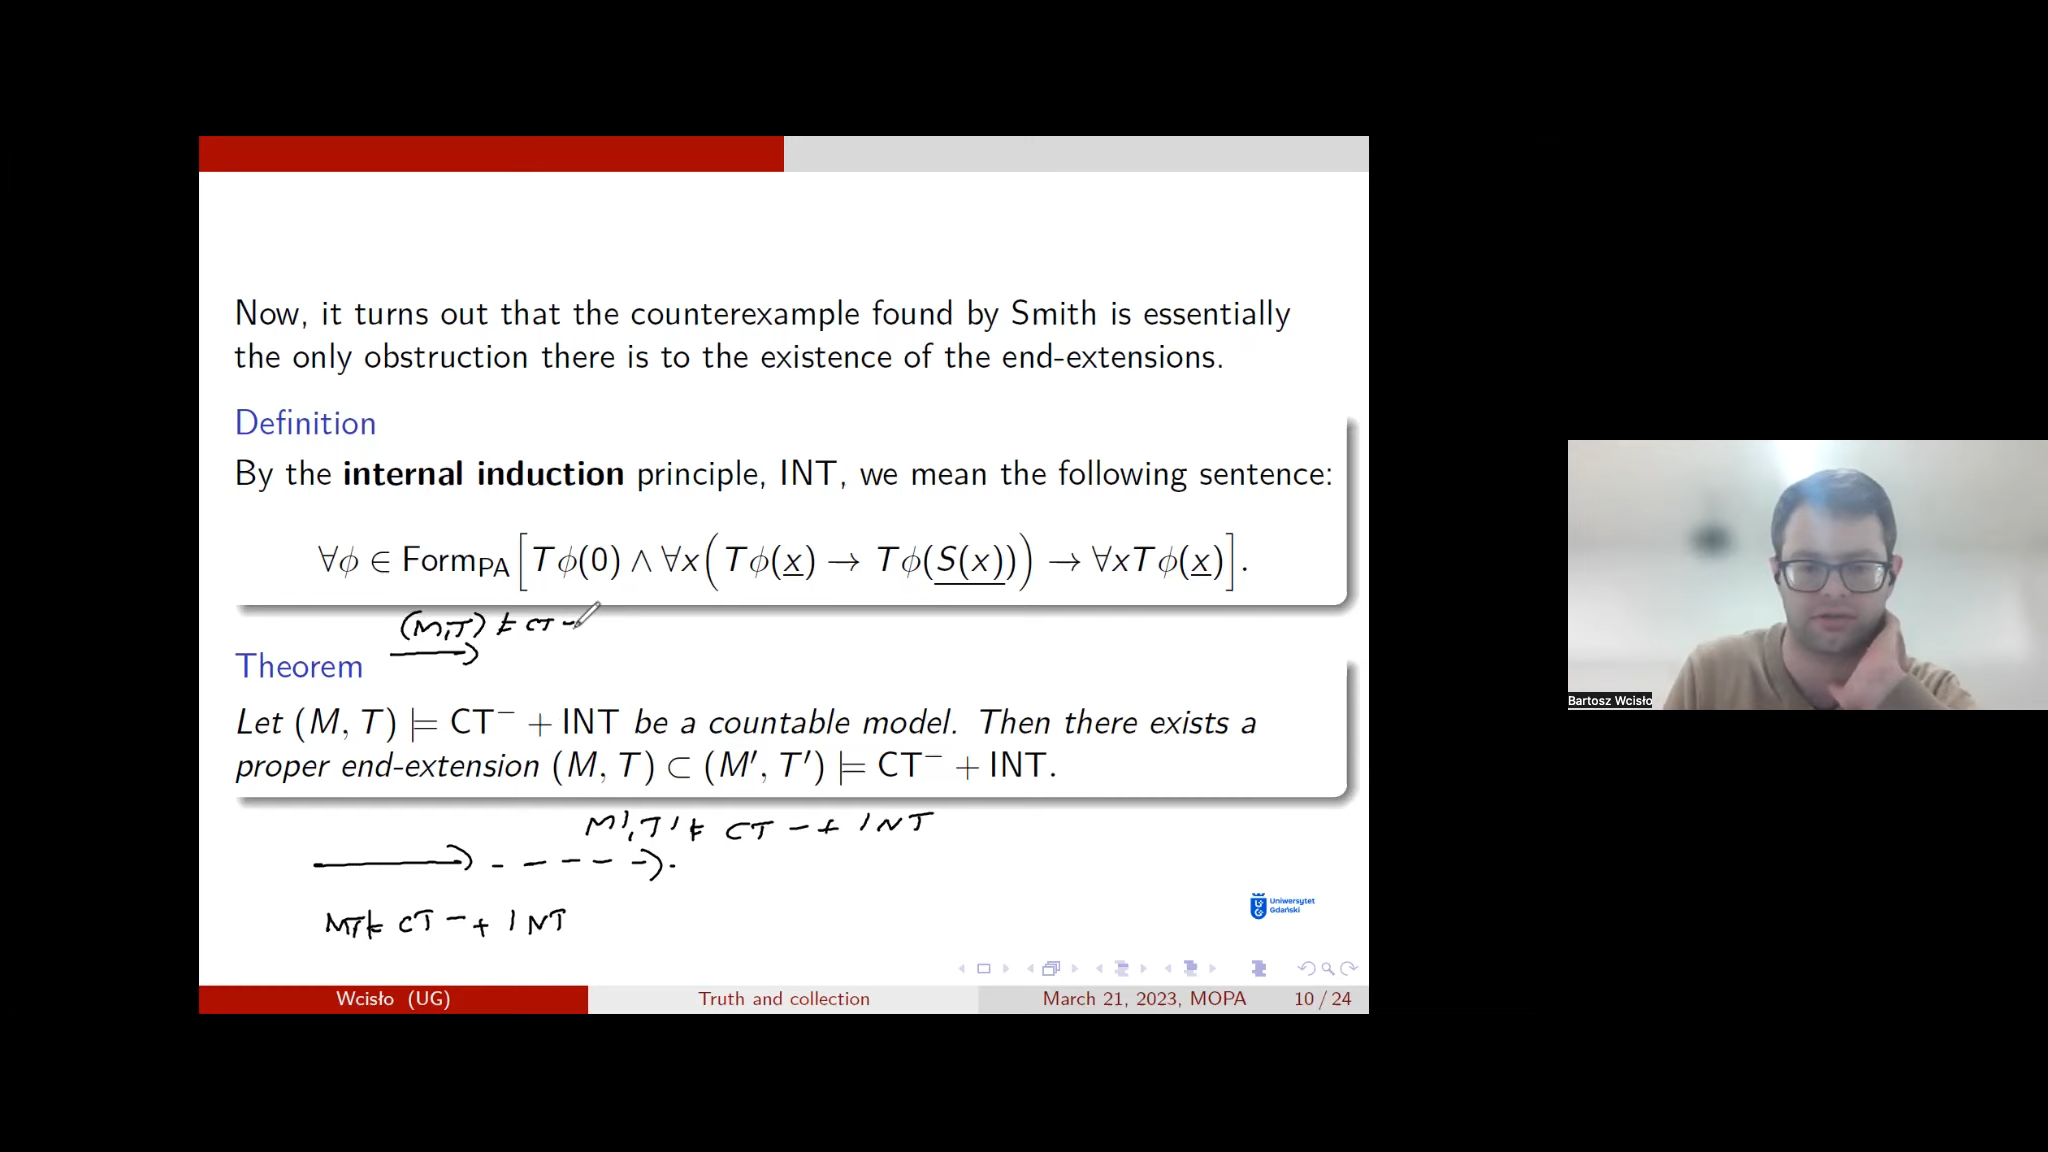 Now, it turns out that the counterexample found by Smith is essentially
the only obstruction there is to the existence of the end-extensions.
Definition
By the internal induction principle, INT, we mean the following sentence:
∀ϕ ∈ Form_PA [Tϕ(0) ∧ ∀x(Tϕ(x̲) → Tϕ(S(x)̲)) → ∀xTϕ(x̲)].
(M,T) ⊨ CT -
Theorem
Let (M, T) ⊨ CT⁻ + INT be a countable model. Then there exists a
proper end-extension (M, T) ⊂ (M′, T′) ⊨ CT⁻ + INT.
M', T' ⊨ CT - + INT
M,T ⊨ CT - + INT
Uniwersytet
Gdański
Wcisło (UG) Truth and collection March 21, 2023, MOPA 10 / 24
Bartosz Wcisło